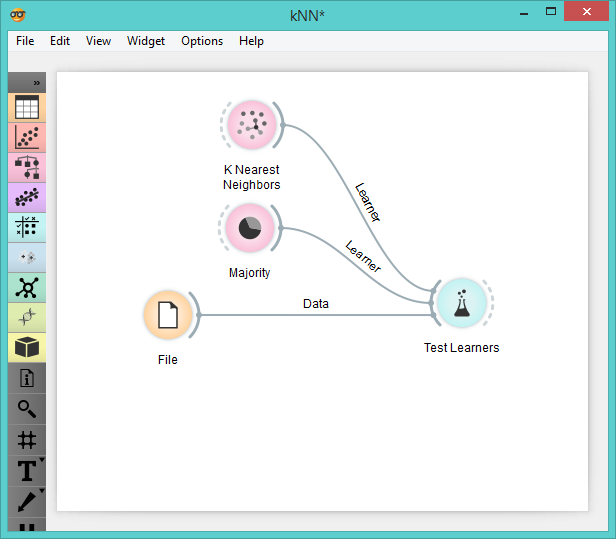 kNN*
File Edit View Widget Options Help
»
K Nearest
Neighbors
Learner
Majority
Learner
Data
File
Test Learners
T